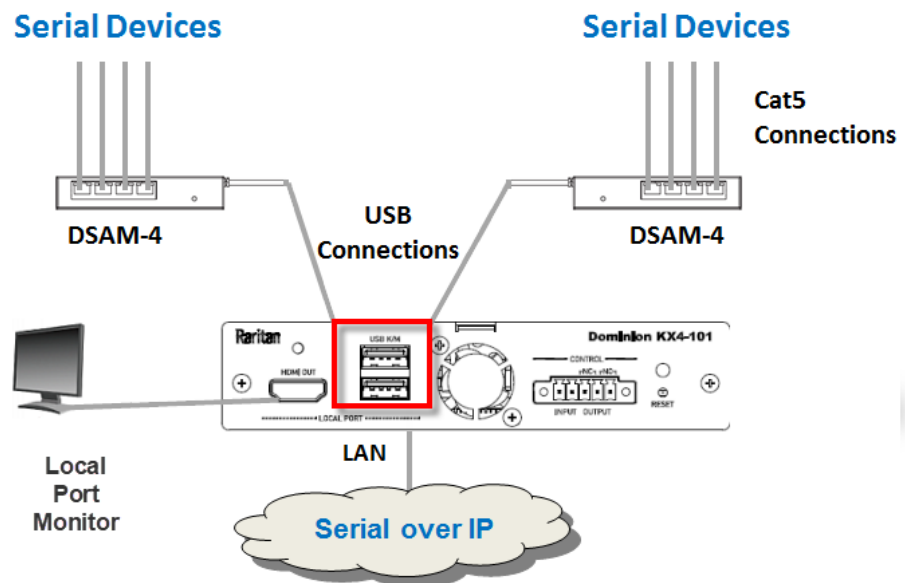 Serial Devices
Serial Devices
Cat5
Connections
USB
Connections
DSAM-4
DSAM-4
Raritan
USB K/M
Dominion KX4-101
CONTROL
HDMI OUT
INPUT OUTPUT
RESET
LOCAL PORT
LAN
Local
Port
Monitor
Serial over IP